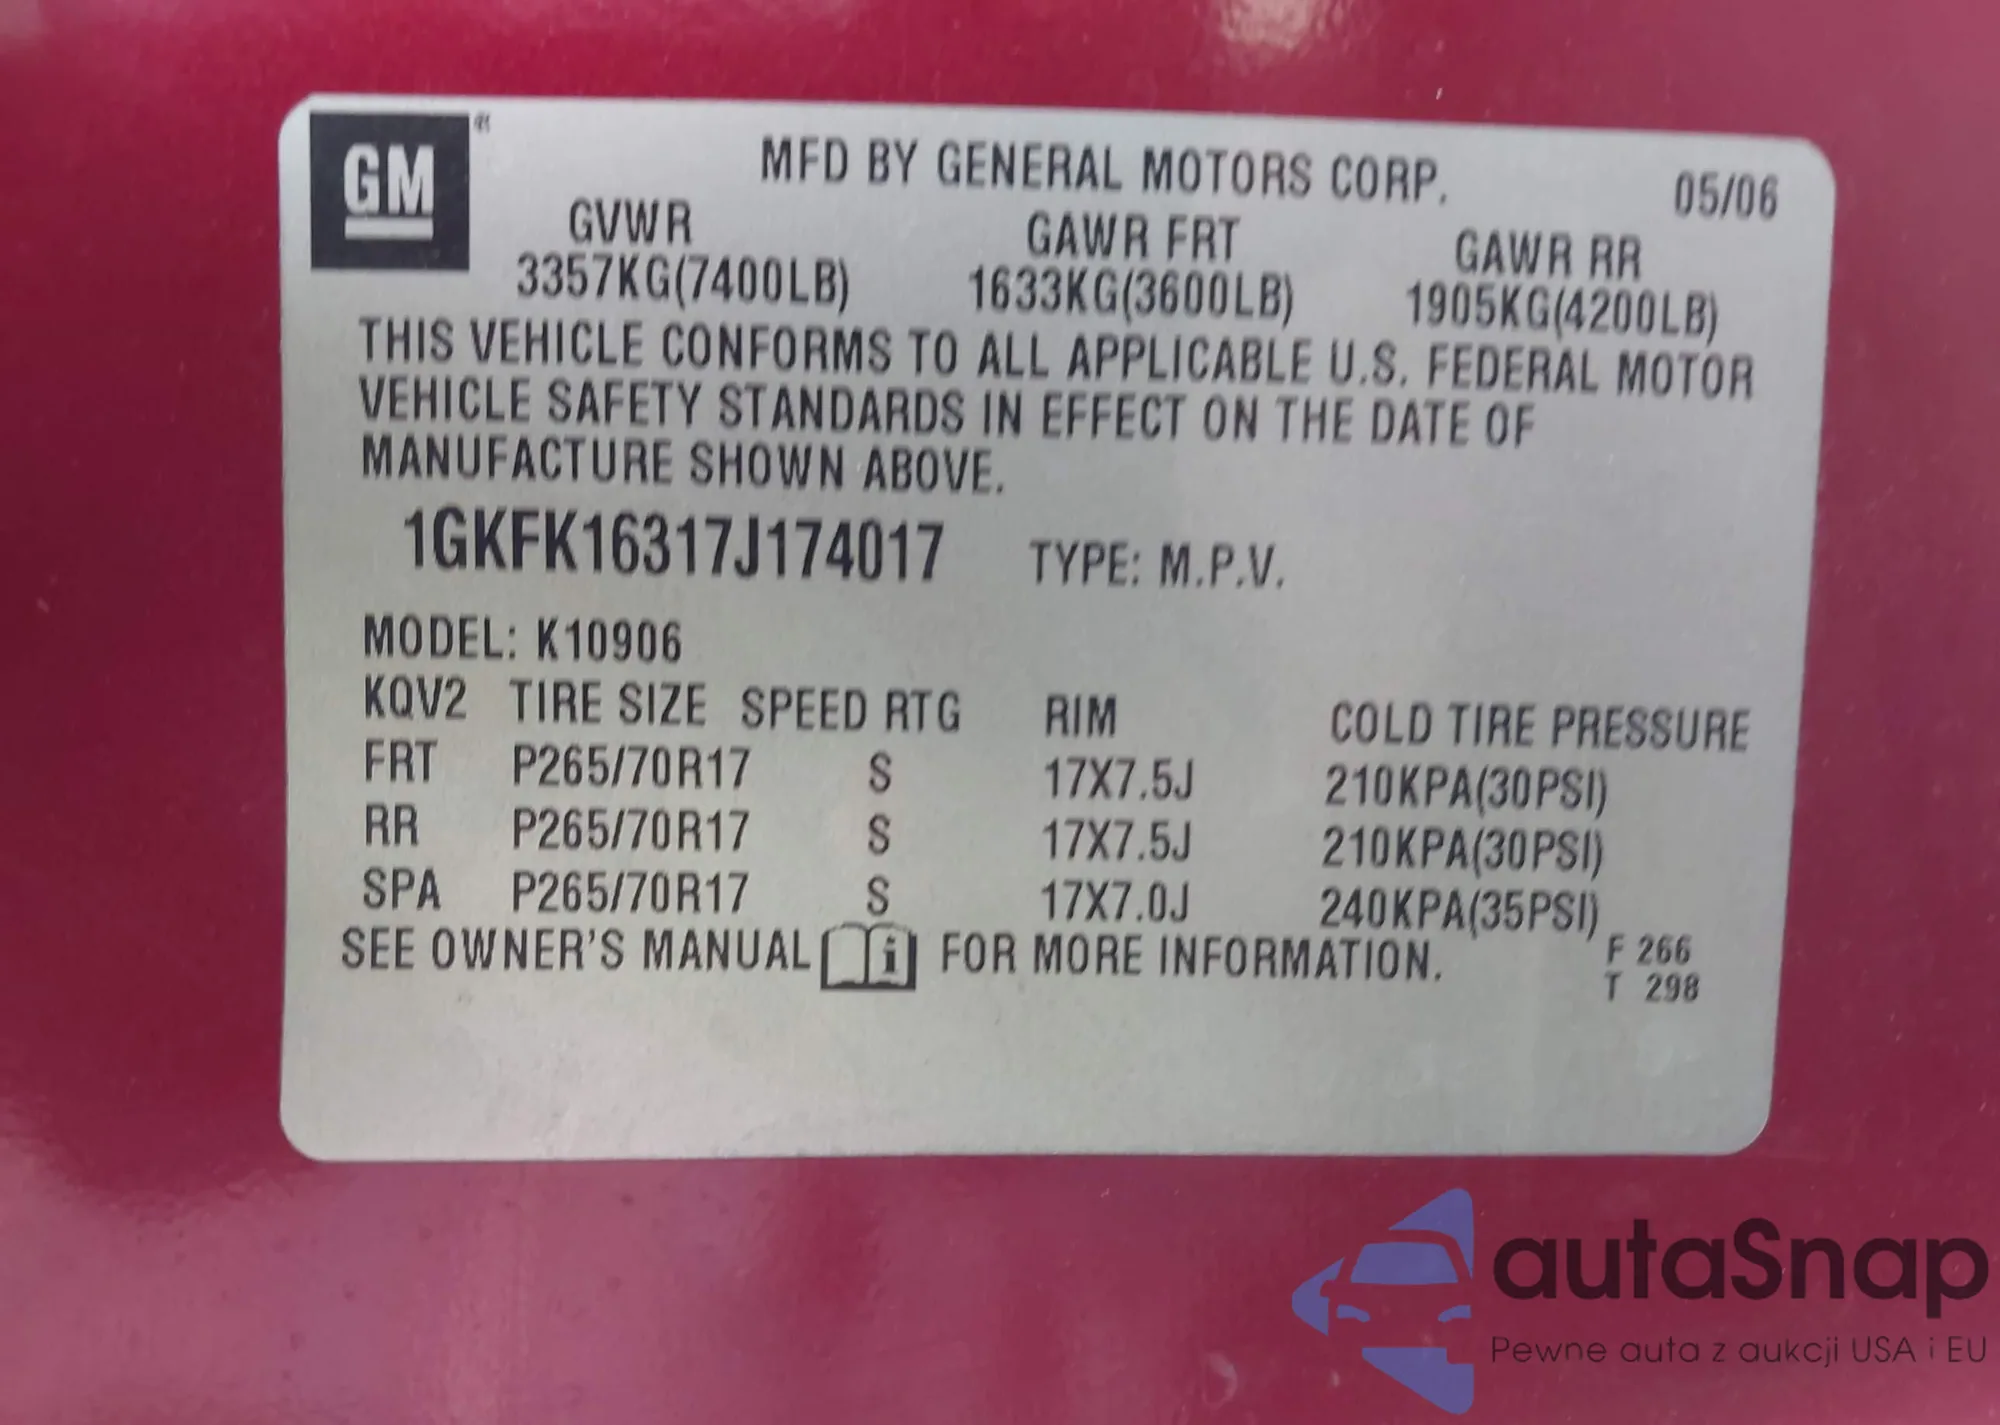 GM
MFD BY GENERAL MOTORS CORP. 05/06
GVWR GAWR FRT GAWR RR
3357KG(7400LB) 1633KG(3600LB) 1905KG(4200LB)
THIS VEHICLE CONFORMS TO ALL APPLICABLE U.S. FEDERAL MOTOR
VEHICLE SAFETY STANDARDS IN EFFECT ON THE DATE OF
MANUFACTURE SHOWN ABOVE.
1GKFK16317J174017 TYPE: M.P.V.
MODEL: K10906
KQV2 TIRE SIZE SPEED RTG RIM COLD TIRE PRESSURE
FRT P265/70R17 S 17X7.5J 210KPA(30PSI)
RR P265/70R17 S 17X7.5J 210KPA(30PSI)
SPA P265/70R17 S 17X7.0J 240KPA(35PSI)
SEE OWNER'S MANUAL i FOR MORE INFORMATION.
F 266
T 298
autaSnap
Pewne auta z aukcji USA i EU